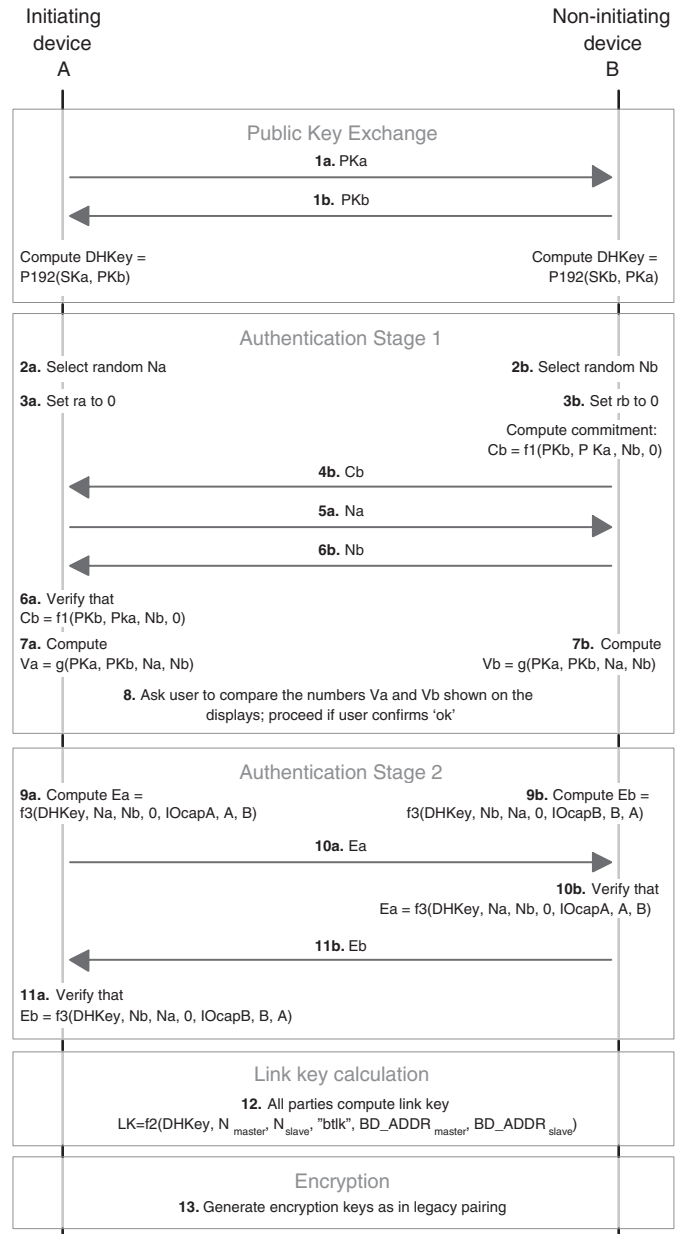 Initiating
device
A
Non-initiating
device
B
Public Key Exchange
1a. PKa
1b. PKb
Compute DHKey =
P192(SKa, PKb)
Compute DHKey =
P192(SKb, PKa)
Authentication Stage 1
2a. Select random Na
2b. Select random Nb
3a. Set ra to 0
3b. Set rb to 0
Compute commitment:
Cb = f1(PKb, P Ka, Nb, 0)
4b. Cb
5a. Na
6b. Nb
6a. Verify that
Cb = f1(PKb, Pka, Nb, 0)
7a. Compute
Va = g(PKa, PKb, Na, Nb)
7b. Compute
Vb = g(PKa, PKb, Na, Nb)
8. Ask user to compare the numbers Va and Vb shown on the
displays; proceed if user confirms ‘ok’
Authentication Stage 2
9a. Compute Ea =
f3(DHKey, Na, Nb, 0, IOcapA, A, B)
9b. Compute Eb =
f3(DHKey, Nb, Na, 0, IOcapB, B, A)
10a. Ea
10b. Verify that
Ea = f3(DHKey, Na, Nb, 0, IOcapA, A, B)
11b. Eb
11a. Verify that
Eb = f3(DHKey, Nb, Na, 0, IOcapB, B, A)
Link key calculation
12. All parties compute link key
LK=f2(DHKey, N master, N slave, ”btlk”, BD_ADDR master, BD_ADDR slave)
Encryption
13. Generate encryption keys as in legacy pairing